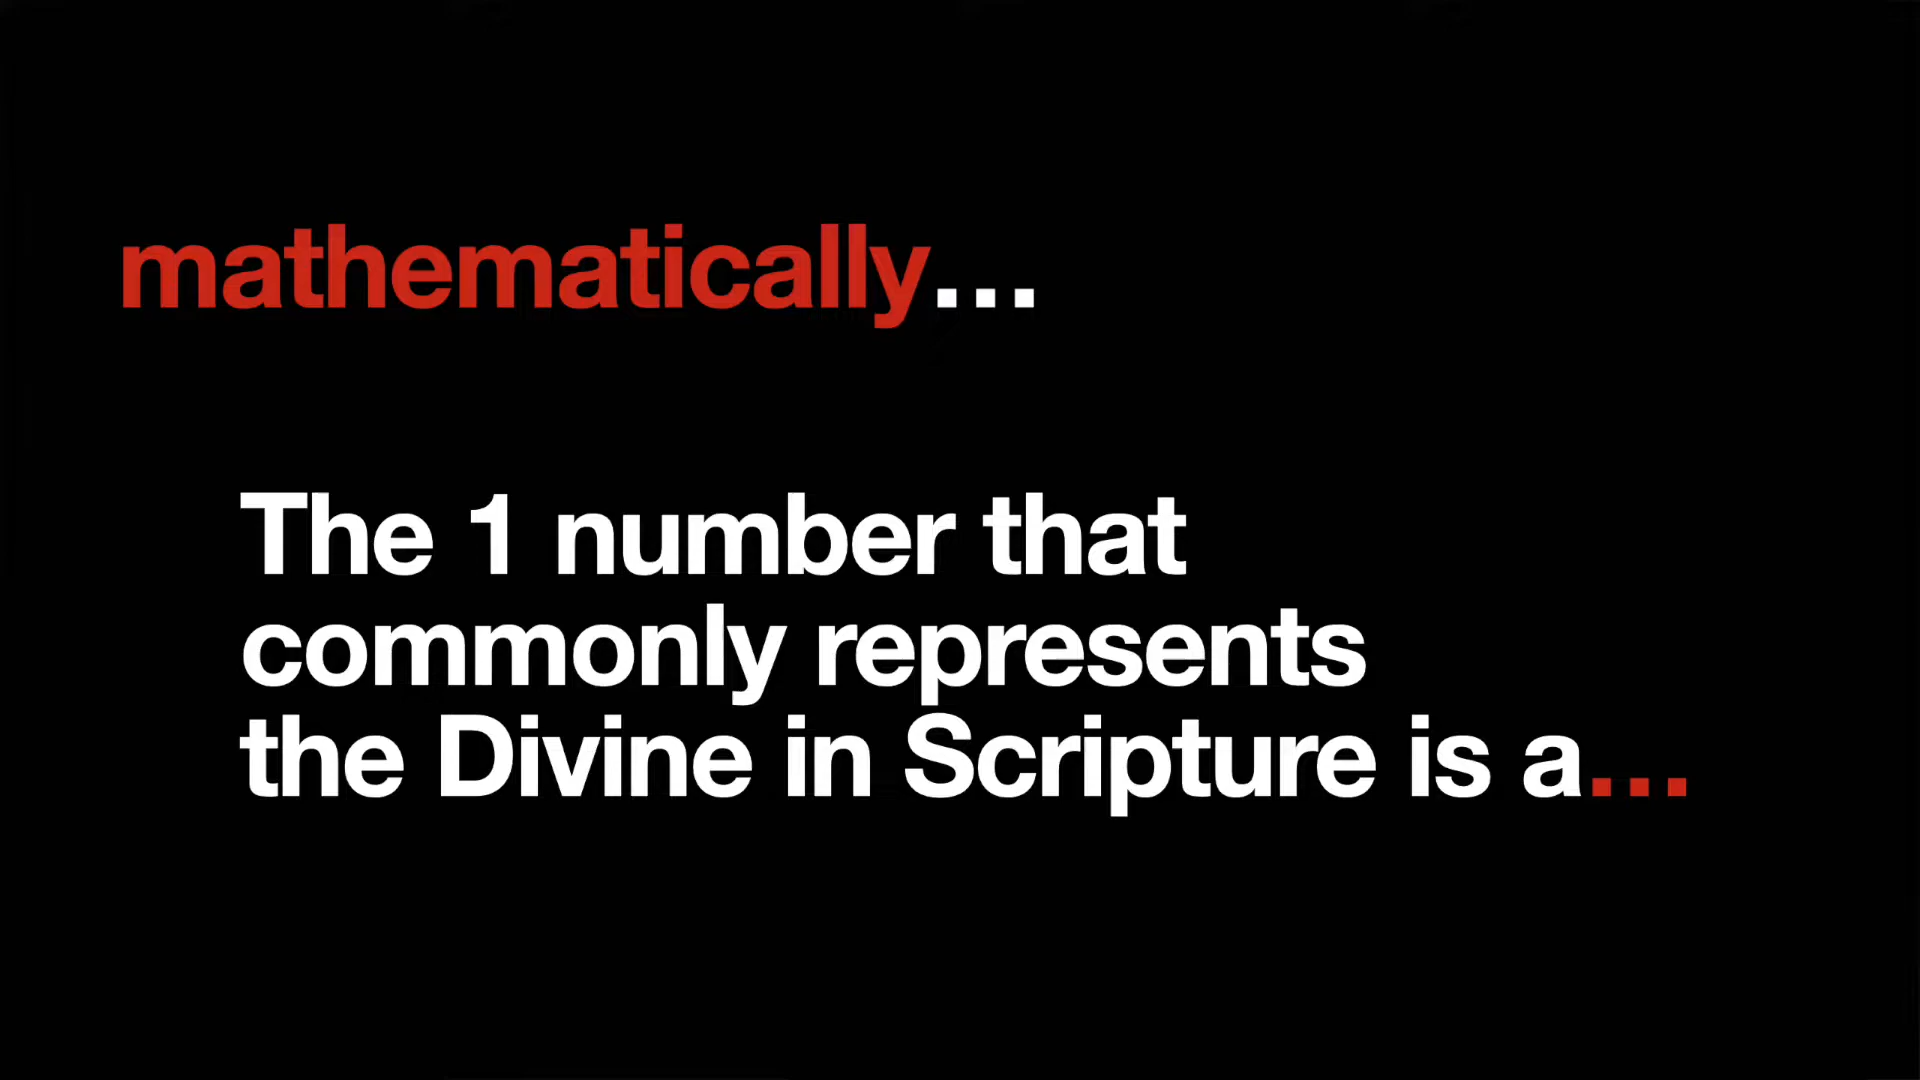 mathematically...
The 1 number that
commonly represents
the Divine in Scripture is a...